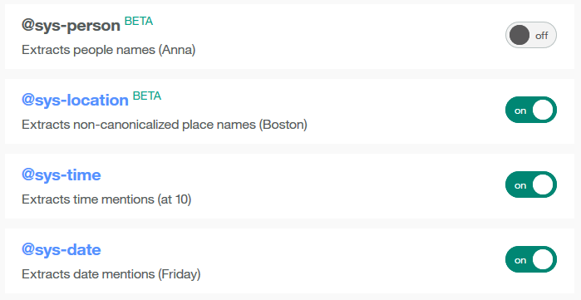 @sys-person BETA
off
Extracts people names (Anna)
@sys-location BETA
on
Extracts non-canonicalized place names (Boston)
@sys-time
on
Extracts time mentions (at 10)
@sys-date
on
Extracts date mentions (Friday)